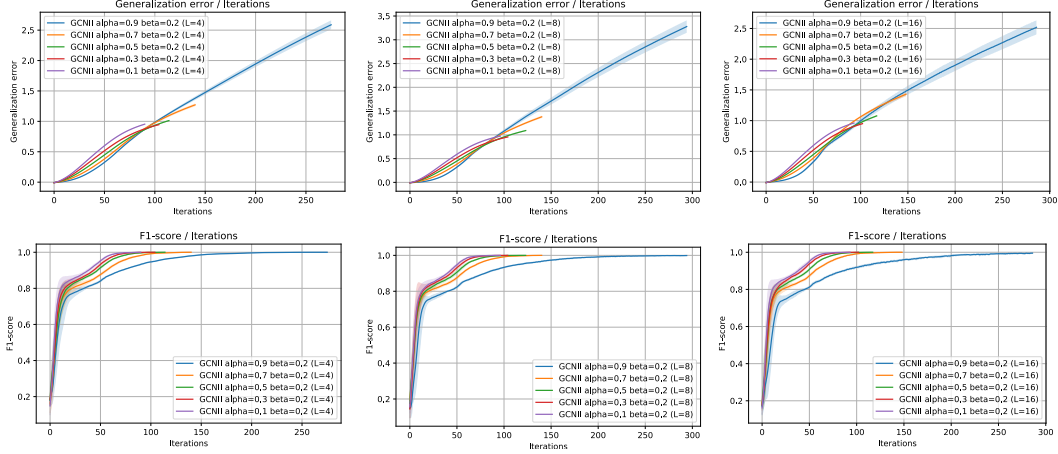 Generalization error / Iterations
Generalization error
2.5
2.0
1.5
1.0
0.5
0.0
GCNII alpha=0.9 beta=0.2 (L=4)
GCNII alpha=0.7 beta=0.2 (L=4)
GCNII alpha=0.5 beta=0.2 (L=4)
GCNII alpha=0.3 beta=0.2 (L=4)
GCNII alpha=0.1 beta=0.2 (L=4)
0 50 100 150 200 250
Iterations
Generalization error / Iterations
Generalization error
3.5
3.0
2.5
2.0
1.5
1.0
0.5
0.0
GCNII alpha=0.9 beta=0.2 (L=8)
GCNII alpha=0.7 beta=0.2 (L=8)
GCNII alpha=0.5 beta=0.2 (L=8)
GCNII alpha=0.3 beta=0.2 (L=8)
GCNII alpha=0.1 beta=0.2 (L=8)
0 50 100 150 200 250 300
Iterations
Generalization error / Iterations
Generalization error
2.5
2.0
1.5
1.0
0.5
0.0
GCNII alpha=0.9 beta=0.2 (L=16)
GCNII alpha=0.7 beta=0.2 (L=16)
GCNII alpha=0.5 beta=0.2 (L=16)
GCNII alpha=0.3 beta=0.2 (L=16)
GCNII alpha=0.1 beta=0.2 (L=16)
0 50 100 150 200 250 300
Iterations
F1-score / Iterations
F1-score
1.0
0.8
0.6
0.4
0.2
GCNII alpha=0.9 beta=0.2 (L=4)
GCNII alpha=0.7 beta=0.2 (L=4)
GCNII alpha=0.5 beta=0.2 (L=4)
GCNII alpha=0.3 beta=0.2 (L=4)
GCNII alpha=0.1 beta=0.2 (L=4)
0 50 100 150 200 250
Iterations
F1-score / Iterations
F1-score
1.0
0.8
0.6
0.4
0.2
GCNII alpha=0.9 beta=0.2 (L=8)
GCNII alpha=0.7 beta=0.2 (L=8)
GCNII alpha=0.5 beta=0.2 (L=8)
GCNII alpha=0.3 beta=0.2 (L=8)
GCNII alpha=0.1 beta=0.2 (L=8)
0 50 100 150 200 250 300
Iterations
F1-score / Iterations
F1-score
1.0
0.8
0.6
0.4
0.2
GCNII alpha=0.9 beta=0.2 (L=16)
GCNII alpha=0.7 beta=0.2 (L=16)
GCNII alpha=0.5 beta=0.2 (L=16)
GCNII alpha=0.3 beta=0.2 (L=16)
GCNII alpha=0.1 beta=0.2 (L=16)
0 50 100 150 200 250 300
Iterations